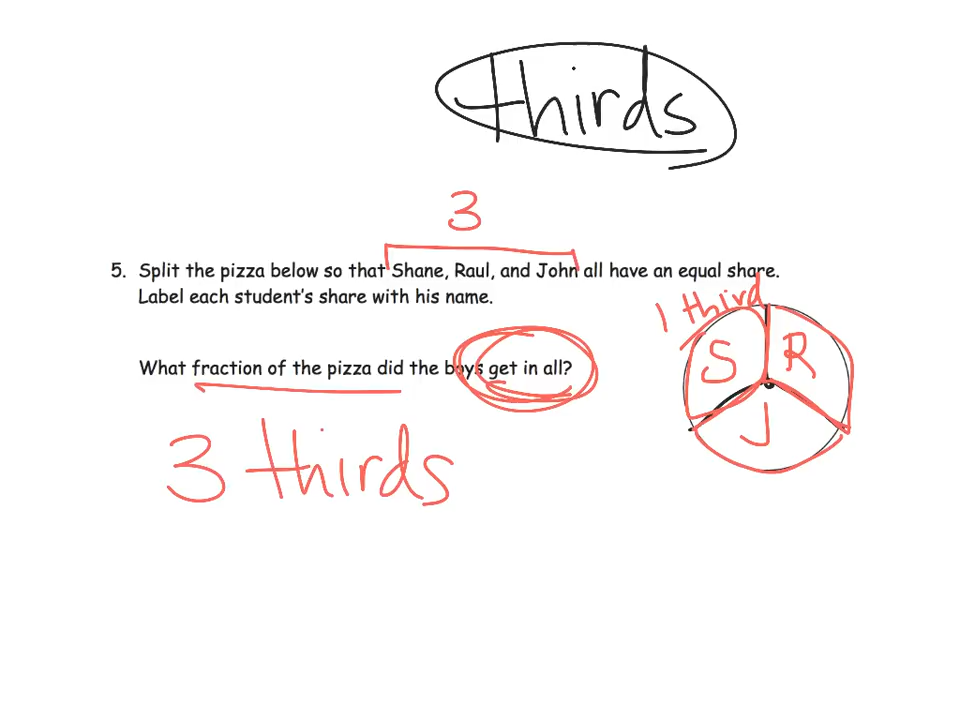 thirds
3
5. Split the pizza below so that Shane, Raul, and John all have an equal share.
Label each student's share with his name.
1 third
S R
J
What fraction of the pizza did the boys get in all?
3 thirds